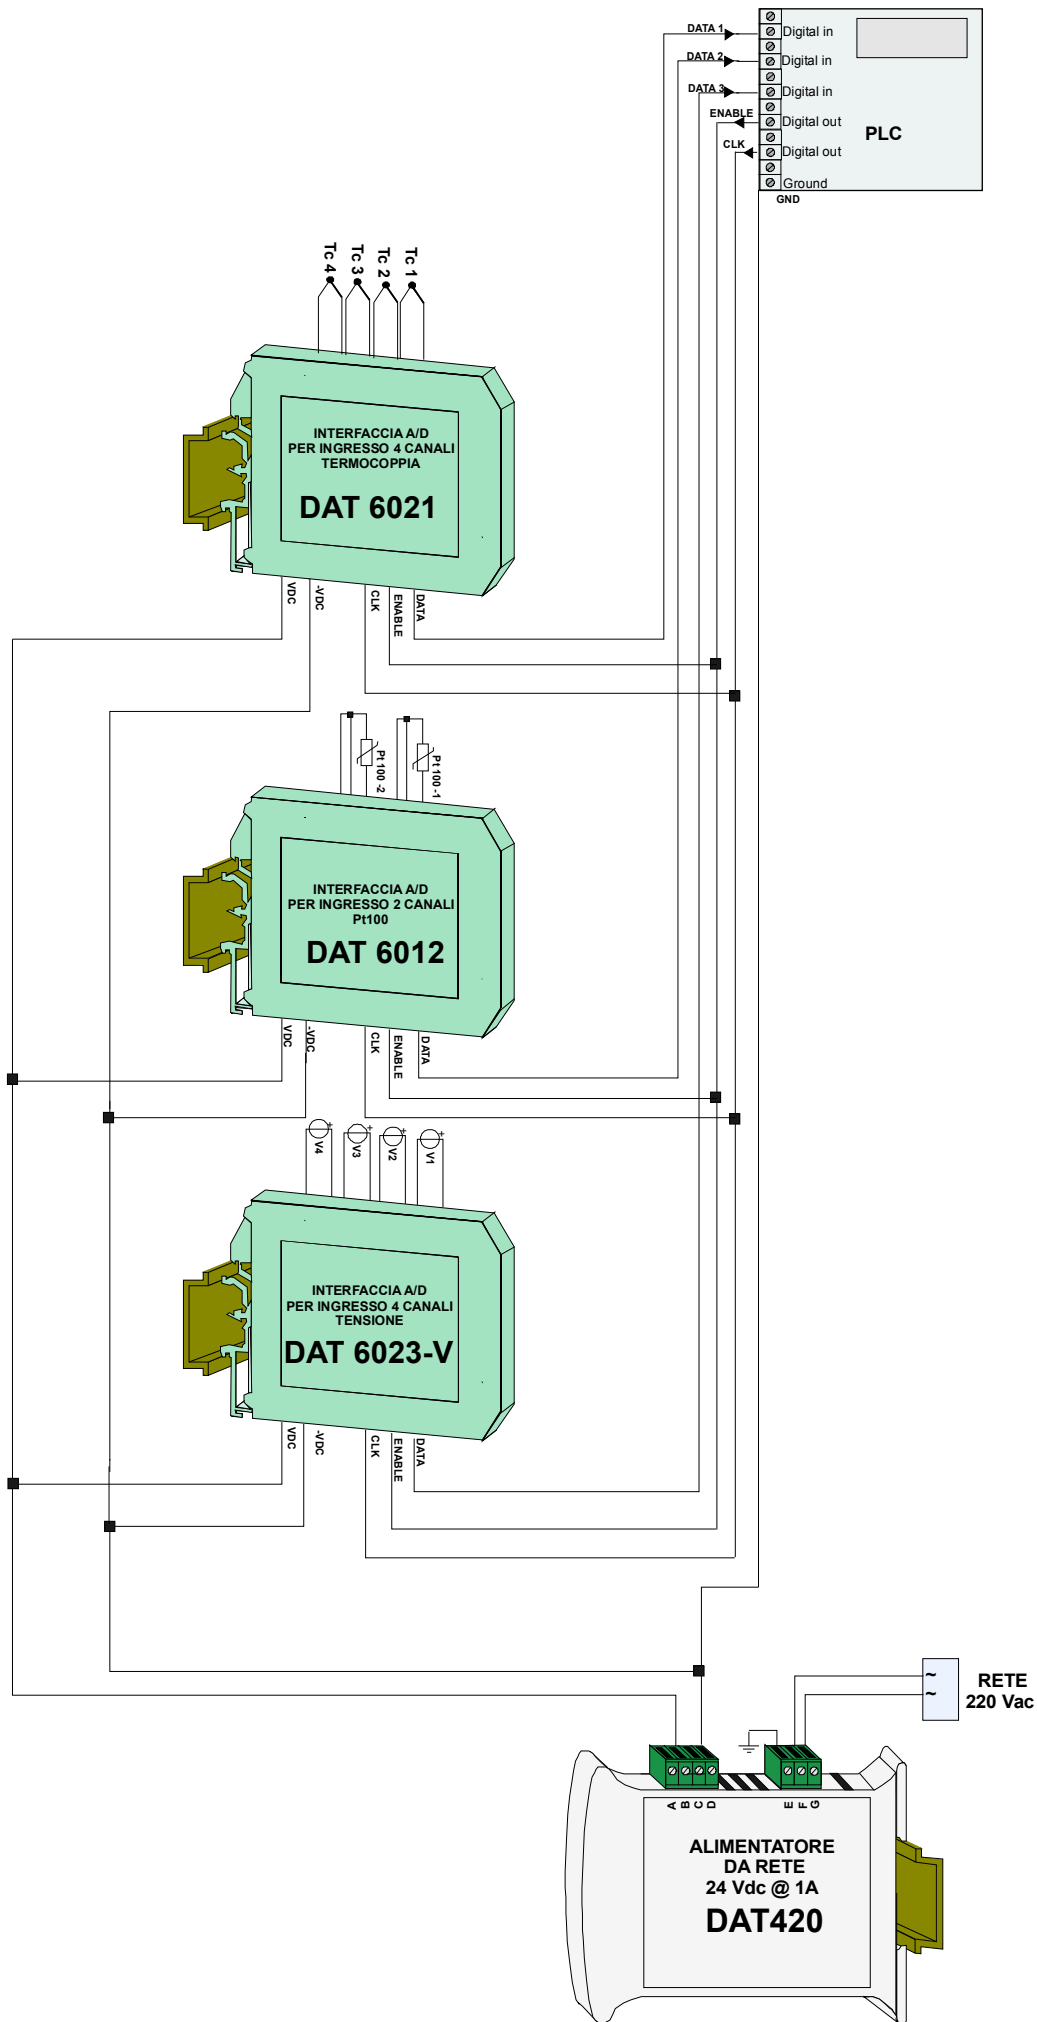 DATA 1
Digital in
DATA 2
Digital in
DATA 3
Digital in
ENABLE
Digital out
PLC
CLK
Digital out
Ground
GND
Tc 4
Tc 3
Tc 2
Tc 1
INTERFACCIA A/D
PER INGRESSO 4 CANALI
TERMOCOPPIA
DAT 6021
VDC
-VDC
CLK
ENABLE
DATA
Pt 100 -2
Pt 100 -1
INTERFACCIA A/D
PER INGRESSO 2 CANALI
Pt100
DAT 6012
VDC
-VDC
CLK
ENABLE
DATA
+
+
+
+
V4
V3
V2
V1
INTERFACCIA A/D
PER INGRESSO 4 CANALI
TENSIONE
DAT 6023-V
VDC
-VDC
CLK
ENABLE
DATA
~
~
RETE
220 Vac
A B C D
E F G
ALIMENTATORE
DA RETE
24 Vdc @ 1A
DAT420